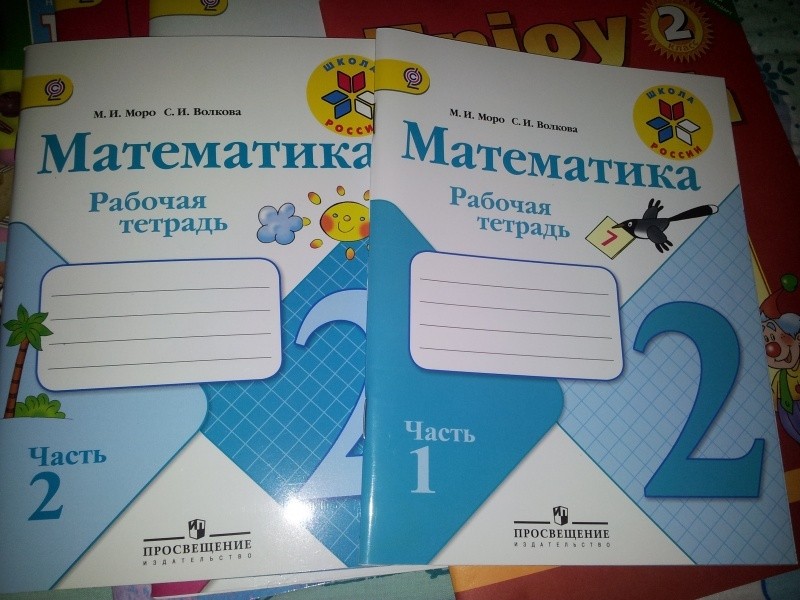 М. И. Моро С. И. Волкова
Математика
Рабочая
тетрадь
ШКОЛА
РОССИИ
Часть
2
2
ПРОСВЕЩЕНИЕ
ИЗДАТЕЛЬСТВО
М. И. Моро С. И. Волкова
Математика
Рабочая
тетрадь
ШКОЛА
РОССИИ
7
2
Часть
1
ПРОСВЕЩЕНИЕ
ИЗДАТЕЛЬСТВО
Enjoy
2
класс